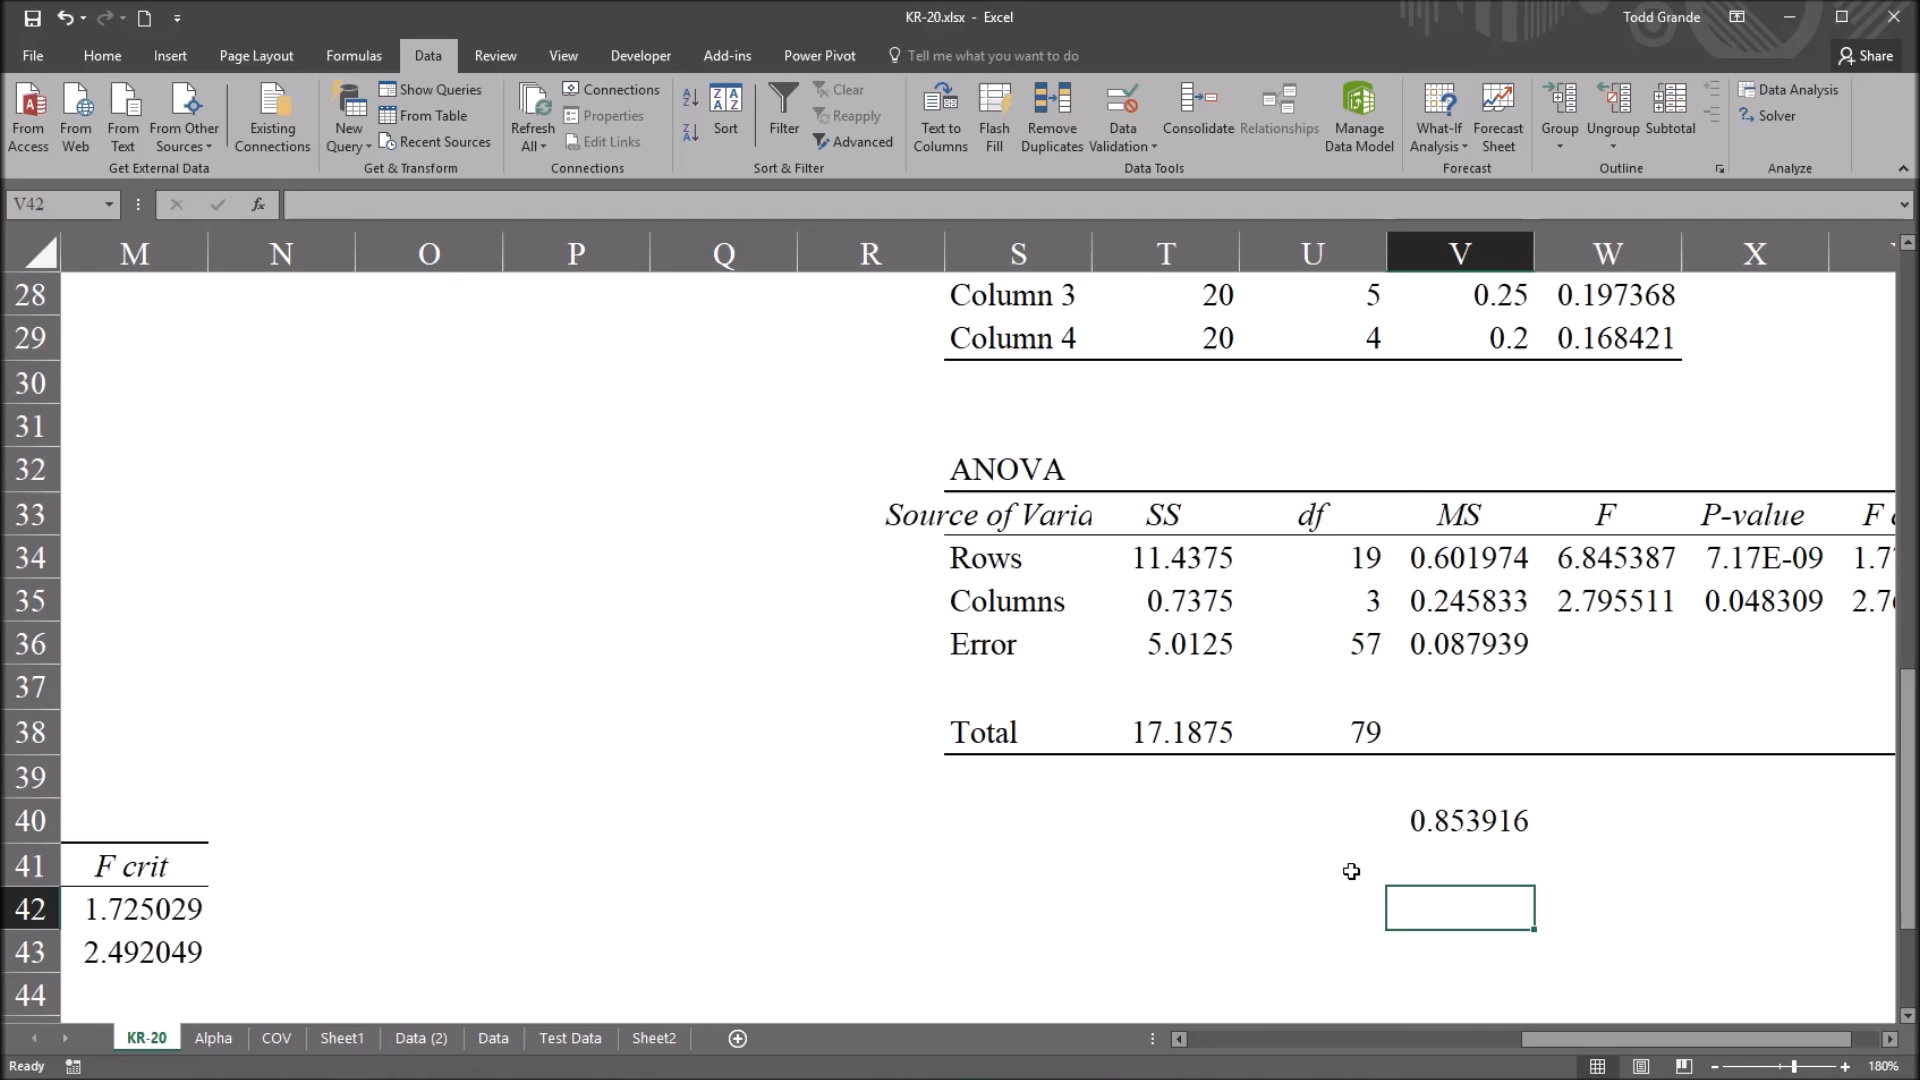 KR-20.xlsx - Excel
Todd Grande
File Home Insert Page Layout Formulas Data Review View Developer Add-ins Power Pivot Tell me what you want to do Share
From Access
From Web
From Text
From Other Sources
Get External Data
Existing Connections
New Query
Show Queries
From Table
Recent Sources
Get & Transform
Refresh All
Connections
Properties
Edit Links
Connections
Sort
Filter
Clear
Reapply
Advanced
Sort & Filter
Text to Columns
Flash Fill
Remove Duplicates
Data Validation
Consolidate
Relationships
Manage Data Model
Data Tools
What-If Analysis
Forecast Sheet
Forecast
Group
Ungroup
Subtotal
Outline
Data Analysis
Solver
Analyze
V42 fx
M N O P Q R S T U V W X
28 Column 3 20 5 0.25 0.197368
29 Column 4 20 4 0.2 0.168421
30
31
32 ANOVA
33 Source of Varia SS df MS F P-value F
34 Rows 11.4375 19 0.601974 6.845387 7.17E-09
35 Columns 0.7375 3 0.245833 2.795511 0.048309
36 Error 5.0125 57 0.087939
37
38 Total 17.1875 79
39
40 0.853916
41 F crit
42 1.725029
43 2.492049
44
KR-20 Alpha COV Sheet1 Data (2) Data Test Data Sheet2
Ready 180%